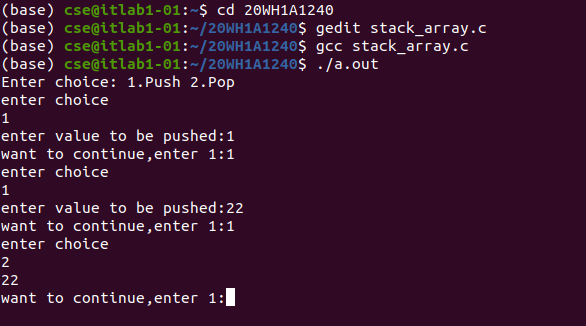 (base) cse@itlab1-01:~$ cd 20WH1A1240
(base) cse@itlab1-01:~/20WH1A1240$ gedit stack_array.c
(base) cse@itlab1-01:~/20WH1A1240$ gcc stack_array.c
(base) cse@itlab1-01:~/20WH1A1240$ ./a.out
Enter choice: 1.Push 2.Pop
enter choice
1
enter value to be pushed:1
want to continue,enter 1:1
enter choice
1
enter value to be pushed:22
want to continue,enter 1:1
enter choice
2
22
want to continue,enter 1: